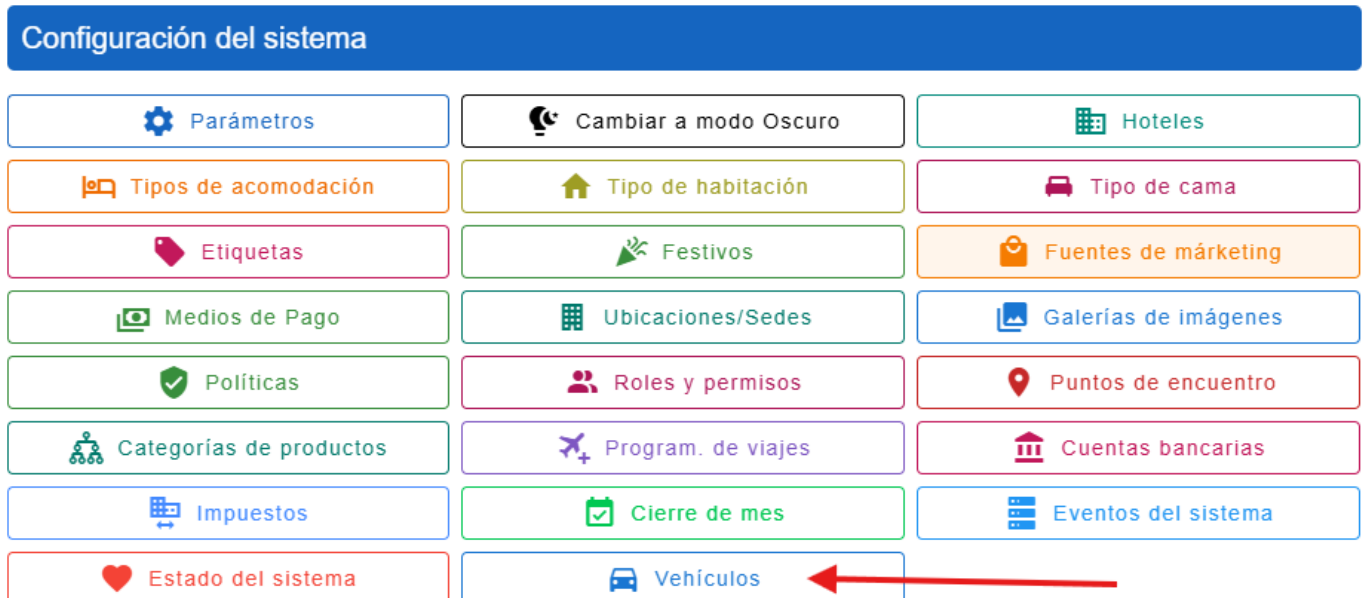 Configuración del sistema
Parámetros
Cambiar a modo Oscuro
Hoteles
Tipos de acomodación
Tipo de habitación
Tipo de cama
Etiquetas
Festivos
Fuentes de márketing
Medios de Pago
Ubicaciones/Sedes
Galerías de imágenes
Políticas
Roles y permisos
Puntos de encuentro
Categorías de productos
Program. de viajes
Cuentas bancarias
Impuestos
Cierre de mes
Eventos del sistema
Estado del sistema
Vehículos